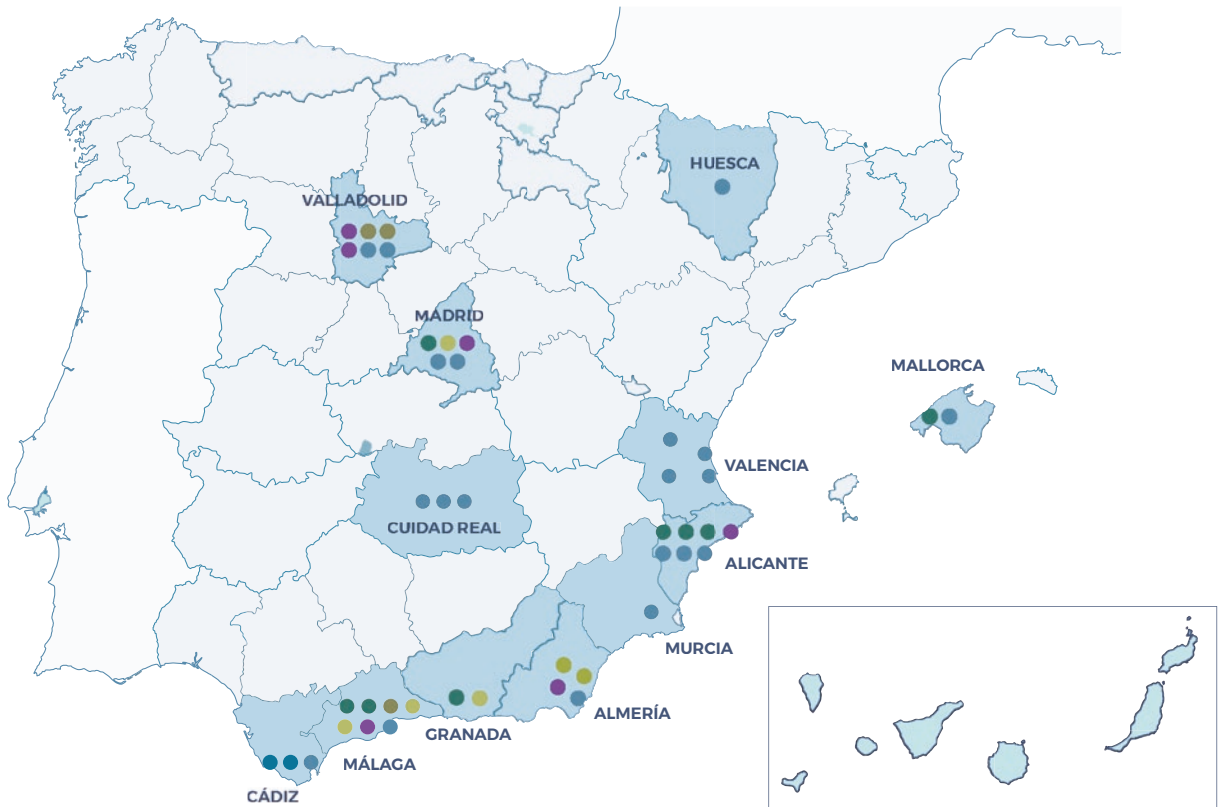 HUESCA
VALLADOLID
MADRID
MALLORCA
VALENCIA
CUIDAD REAL
ALICANTE
MURCIA
ALMERÍA
GRANADA
MÁLAGA
CÁDIZ